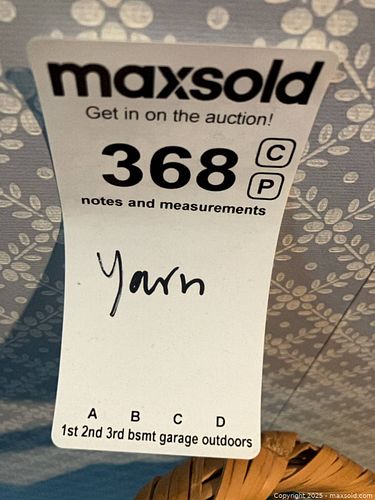 maxsold
Get in on the auction!
368 C
P
notes and measurements
Yarn
A B C D
1st 2nd 3rd bsmt garage outdoors
Copyright 2025 - maxsold.com